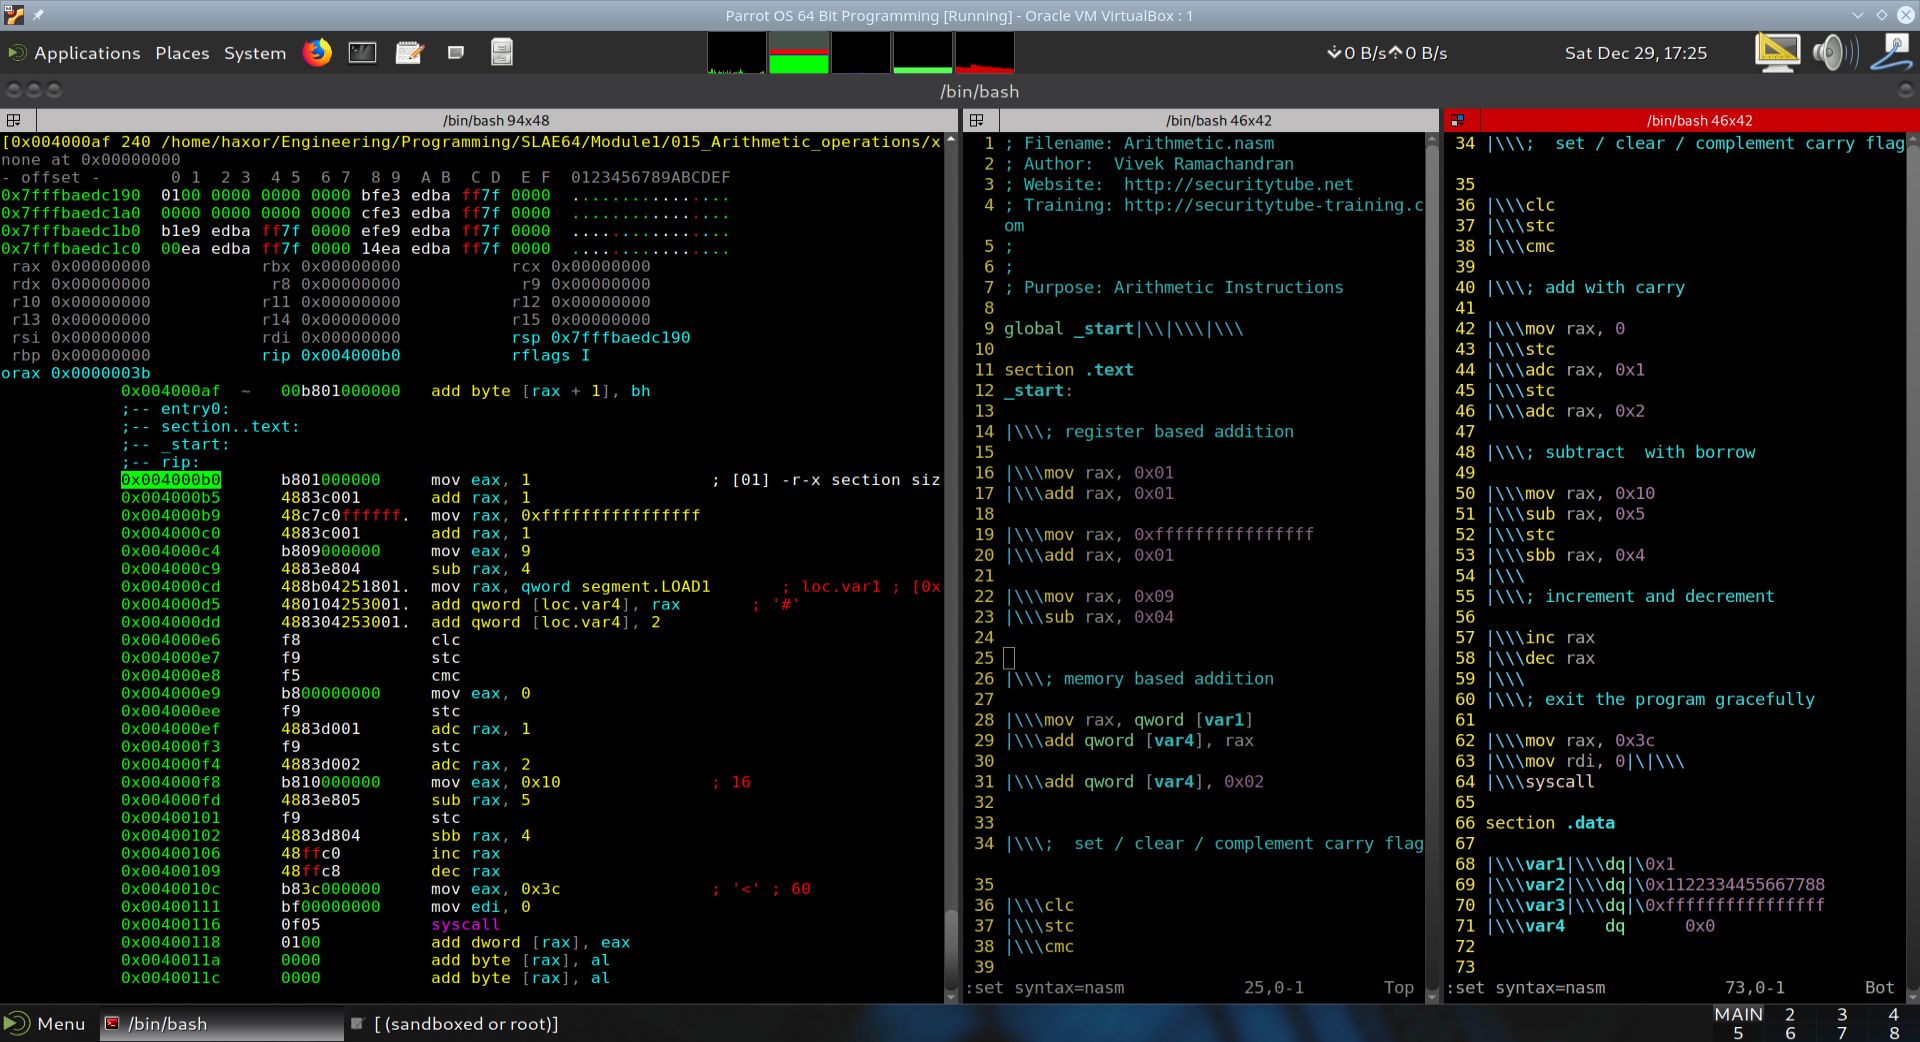 Parrot OS 64 Bit Programming [Running] - Oracle VM VirtualBox : 1
Applications Places System
0 B/s 0 B/s
Sat Dec 29, 17:25
/bin/bash
/bin/bash 94x48
[0x004000af 240 /home/haxor/Engineering/Programming/SLAE64/Module1/015_Arithmetic_operations/x
none at 0x00000000
- offset -       0 1  2 3  4 5  6 7  8 9  A B  C D  E F  0123456789ABCDEF
0x7fffbaedc190  0100 0000 0000 0000 bfe3 edba ff7f 0000  ................
0x7fffbaedc1a0  0000 0000 0000 0000 cfe3 edba ff7f 0000  ................
0x7fffbaedc1b0  b1e9 edba ff7f 0000 efe9 edba ff7f 0000  ................
0x7fffbaedc1c0  00ea edba ff7f 0000 14ea edba ff7f 0000  ................
rax 0x00000000           rbx 0x00000000           rcx 0x00000000
rdx 0x00000000            r8 0x00000000            r9 0x00000000
r10 0x00000000           r11 0x00000000           r12 0x00000000
r13 0x00000000           r14 0x00000000           r15 0x00000000
rsi 0x00000000           rdi 0x00000000           rsp 0x7fffbaedc190
rbp 0x00000000           rip 0x004000b0           rflags I
orax 0x0000003b
0x004000af  ~   00b801000000   add byte [rax + 1], bh
;-- entry0:
;-- section..text:
;-- _start:
;-- rip:
0x004000b0      b801000000     mov eax, 1                  ; [01] -r-x section siz
0x004000b5      4883c001       add rax, 1
0x004000b9      48c7c0ffffff.  mov rax, 0xffffffffffffffff
0x004000c0      4883c001       add rax, 1
0x004000c4      b809000000     mov eax, 9
0x004000c9      4883e804       sub rax, 4
0x004000cd      488b04251801.  mov rax, qword segment.LOAD1       ; loc.var1 ; [0x
0x004000d5      480104253001.  add qword [loc.var4], rax       ; '#'
0x004000dd      488304253001.  add qword [loc.var4], 2
0x004000e6      f8             clc
0x004000e7      f9             stc
0x004000e8      f5             cmc
0x004000e9      b800000000     mov eax, 0
0x004000ee      f9             stc
0x004000ef      4883d001       adc rax, 1
0x004000f3      f9             stc
0x004000f4      4883d002       adc rax, 2
0x004000f8      b810000000     mov eax, 0x10               ; 16
0x004000fd      4883e805       sub rax, 5
0x00400101      f9             stc
0x00400102      4883d804       sbb rax, 4
0x00400106      48ffc0         inc rax
0x00400109      48ffc8         dec rax
0x0040010c      b83c000000     mov eax, 0x3c               ; '<' ; 60
0x00400111      bf00000000     mov edi, 0
0x00400116      0f05           syscall
0x00400118      0100           add dword [rax], eax
0x0040011a      0000           add byte [rax], al
0x0040011c      0000           add byte [rax], al
/bin/bash 46x42
1 ; Filename: Arithmetic.nasm
2 ; Author:  Vivek Ramachandran
3 ; Website:  http://securitytube.net
4 ; Training: http://securitytube-training.c
om
5 ;
6 ;
7 ; Purpose: Arithmetic Instructions
8
9 global _start|\\|\\\|\\\
10
11 section .text
12 _start:
13
14 |\\\; register based addition
15
16 |\\\mov rax, 0x01
17 |\\\add rax, 0x01
18
19 |\\\mov rax, 0xffffffffffffffff
20 |\\\add rax, 0x01
21
22 |\\\mov rax, 0x09
23 |\\\sub rax, 0x04
24
25
26 |\\\; memory based addition
27
28 |\\\mov rax, qword [var1]
29 |\\\add qword [var4], rax
30
31 |\\\add qword [var4], 0x02
32
33
34 |\\\;  set / clear / complement carry flag
35
36 |\\\clc
37 |\\\stc
38 |\\\cmc
39
:set syntax=nasm            25,0-1        Top
/bin/bash 46x42
34 |\\\;  set / clear / complement carry flag
35
36 |\\\clc
37 |\\\stc
38 |\\\cmc
39
40 |\\\; add with carry
41
42 |\\\mov rax, 0
43 |\\\stc
44 |\\\adc rax, 0x1
45 |\\\stc
46 |\\\adc rax, 0x2
47
48 |\\\; subtract  with borrow
49
50 |\\\mov rax, 0x10
51 |\\\sub rax, 0x5
52 |\\\stc
53 |\\\sbb rax, 0x4
54 |\\\
55 |\\\; increment and decrement
56
57 |\\\inc rax
58 |\\\dec rax
59 |\\\
60 |\\\; exit the program gracefully
61
62 |\\\mov rax, 0x3c
63 |\\\mov rdi, 0|\|\\\
64 |\\\syscall
65
66 section .data
67
68 |\\\var1|\\\dq|\0x1
69 |\\\var2|\\\dq|\0x1122334455667788
70 |\\\var3|\\\dq|\0xffffffffffffffff
71 |\\\var4    dq      0x0
72
73
:set syntax=nasm            73,0-1        Bot
Menu
/bin/bash
[ (sandboxed or root)]
MAIN 2 3 4
5 6 7 8